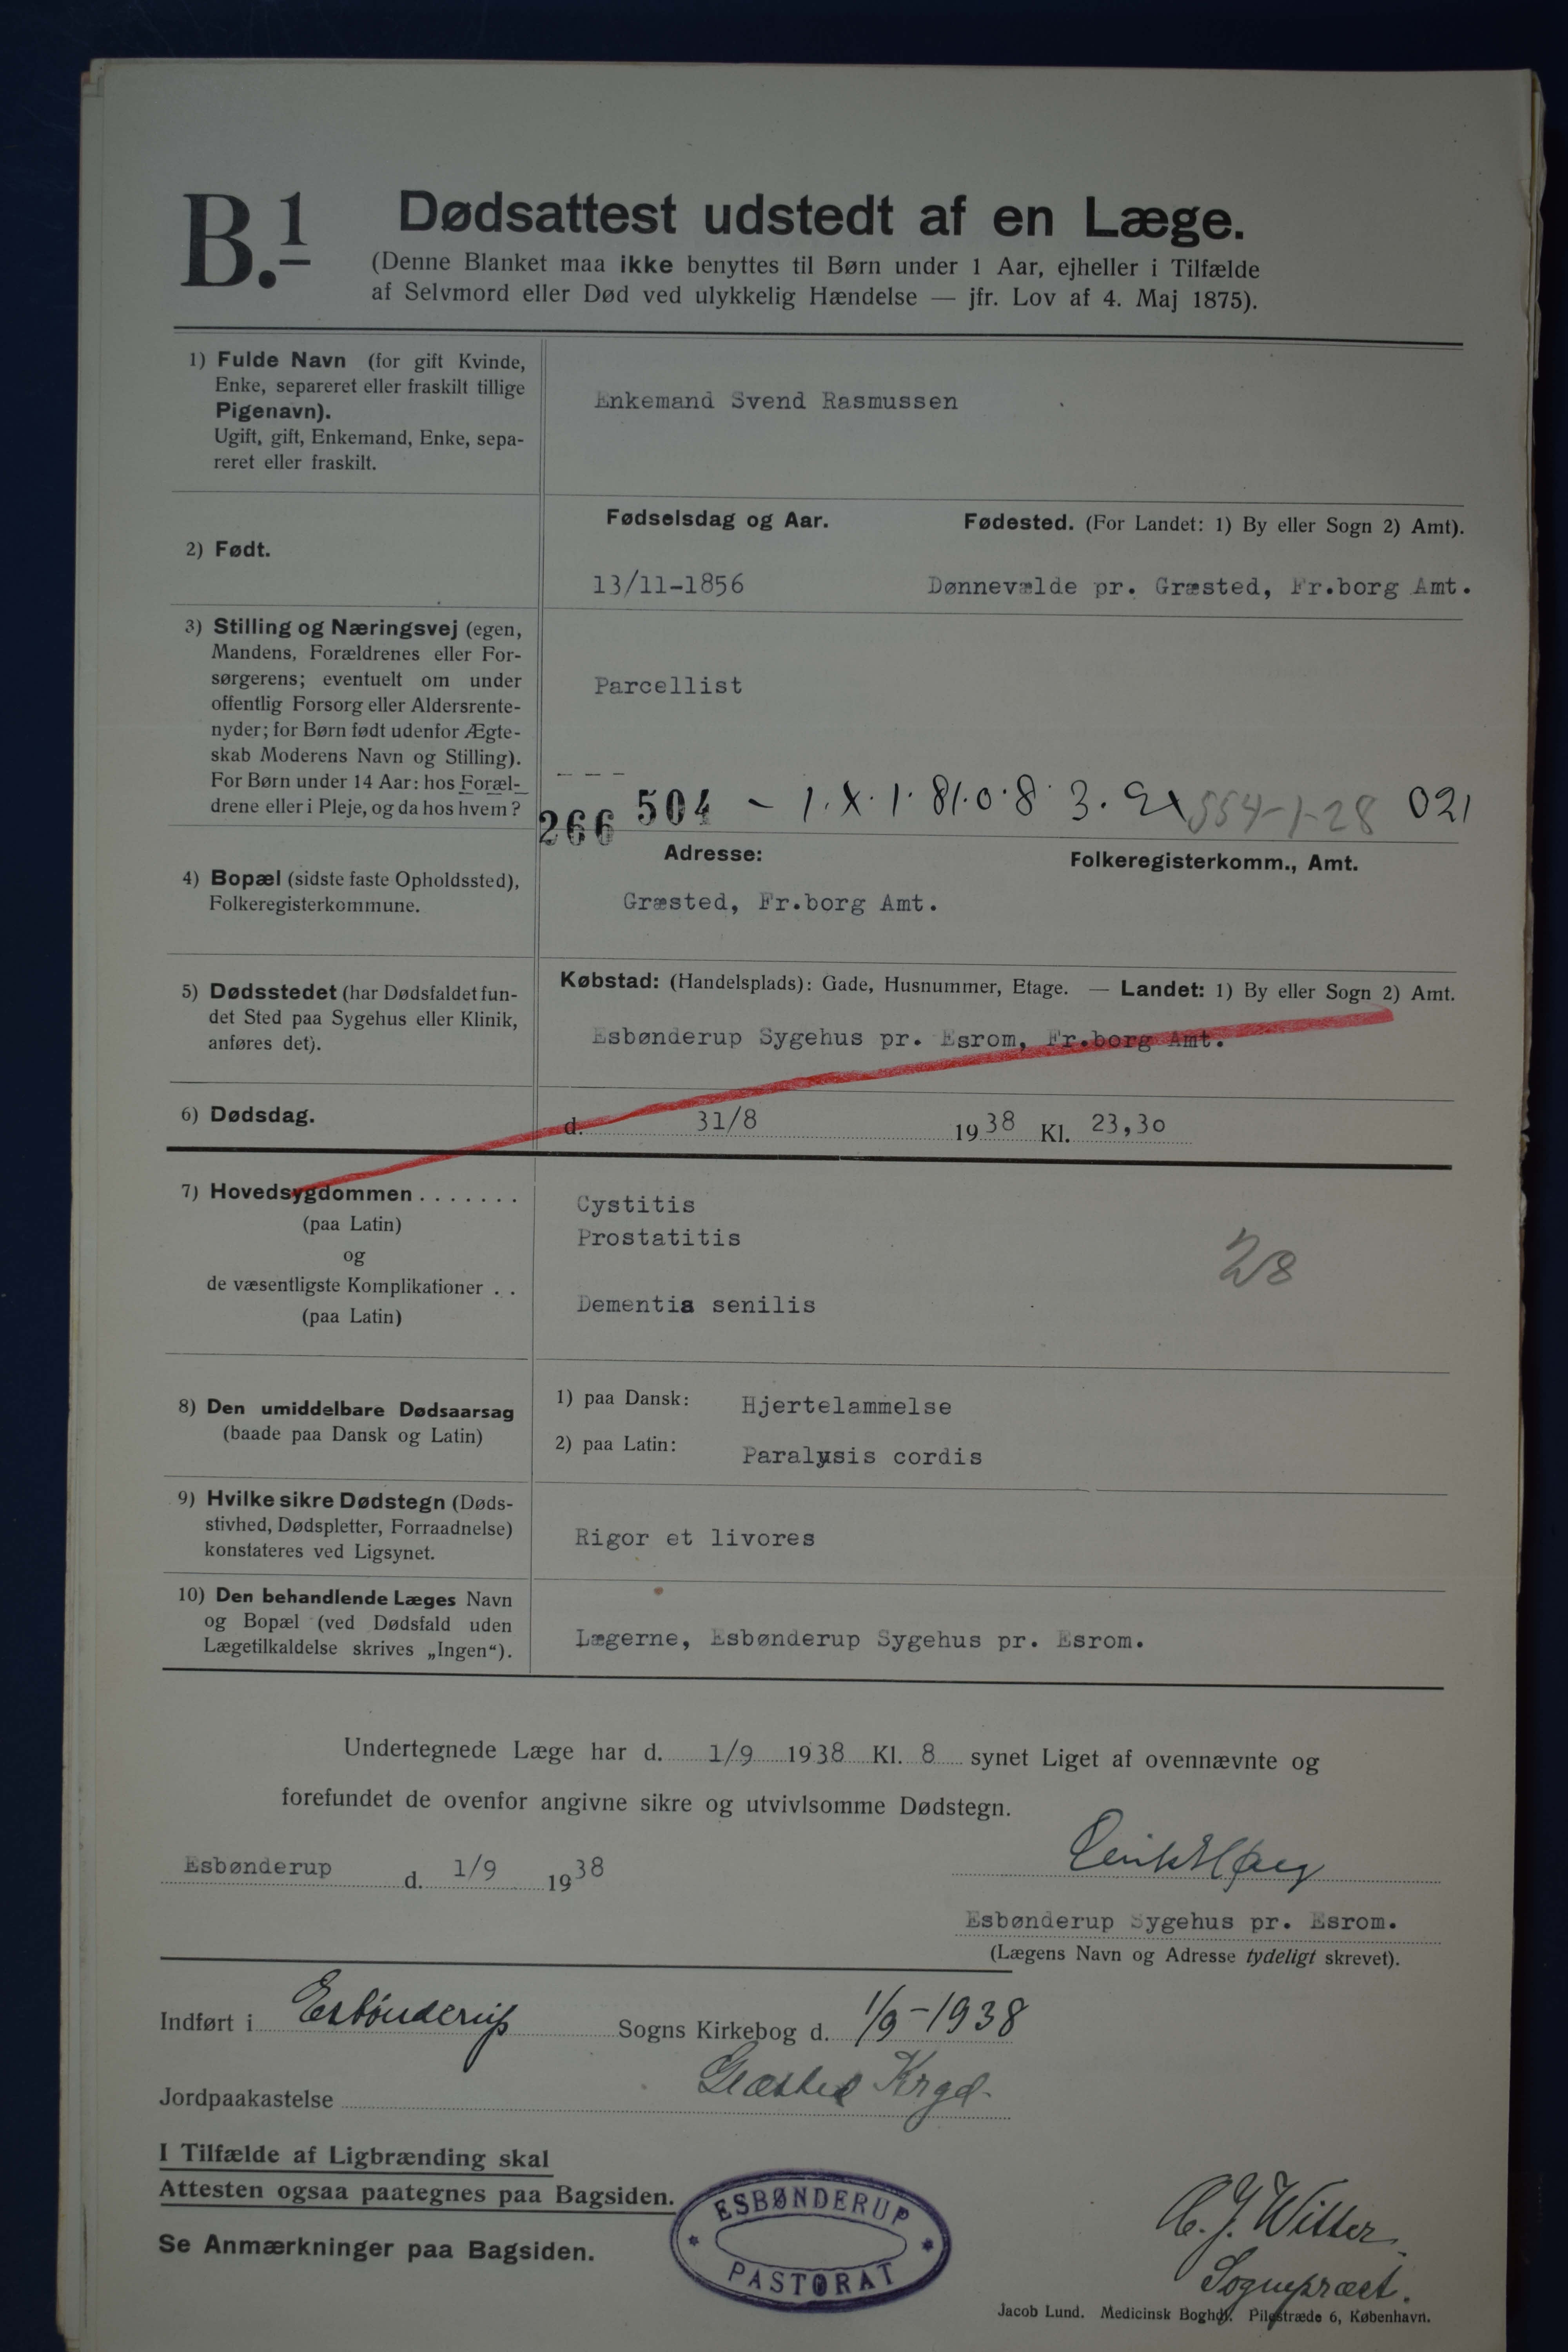 B.1
Dødsattest udstedt af en Læge.
(Denne Blanket maa ikke benyttes til Børn under 1 Aar, ejheller i Tilfælde
af Selvmord eller Død ved ulykkelig Hændelse — jfr. Lov af 4. Maj 1875).
1) Fulde Navn (for gift Kvinde,
Enke, separeret eller fraskilt tillige
Pigenavn).
Ugift, gift, Enkemand, Enke, sepa-
reret eller fraskilt.
Enkemand Svend Rasmussen
2) Født.
Fødselsdag og Aar. Fødested. (For Landet: 1) By eller Sogn 2) Amt).
13/11-1856 Dønnevælde pr. Græsted, Fr.borg Amt.
3) Stilling og Næringsvej (egen,
Mandens, Forældrenes eller For-
sørgerens; eventuelt om under
offentlig Forsorg eller Aldersrente-
nyder; for Børn født udenfor Ægte-
skab Moderens Navn og Stilling).
For Børn under 14 Aar: hos Foræl-
drene eller i Pleje, og da hos hvem?
Parcellist
266 504 - 1. X. 1. 81.0.8 3. 554-1-28 021
4) Bopæl (sidste faste Opholdssted),
Folkeregisterkommune.
Adresse: Folkeregisterkomm., Amt.
Græsted, Fr.borg Amt.
5) Dødsstedet (har Dødsfaldet fun-
det Sted paa Sygehus eller Klinik,
anføres det).
Købstad: (Handelsplads): Gade, Husnummer, Etage. — Landet: 1) By eller Sogn 2) Amt.
Esbønderup Sygehus pr. Esrom, Fr.borg Amt.
6) Dødsdag.
d. 31/8 1938 Kl. 23,30
7) Hovedsygdommen . . . . . . .
(paa Latin)
og
de væsentligste Komplikationer . .
(paa Latin)
Cystitis
Prostatitis
28
Dementia senilis
8) Den umiddelbare Dødsaarsag
(baade paa Dansk og Latin)
1) paa Dansk: Hjertelammelse
2) paa Latin: Paralysis cordis
9) Hvilke sikre Dødstegn (Døds-
stivhed, Dødspletter, Forraadnelse)
konstateres ved Ligsynet.
Rigor et livores
10) Den behandlende Læges Navn
og Bopæl (ved Dødsfald uden
Lægetilkaldelse skrives „Ingen“).
Lægerne, Esbønderup Sygehus pr. Esrom.
Undertegnede Læge har d. 1/9 1938 Kl. 8 synet Liget af ovennævnte og
forefundet de ovenfor angivne sikre og utvivlsomme Dødstegn.
Esbønderup d. 1/9 1938
Esbønderup Sygehus pr. Esrom.
(Lægens Navn og Adresse tydeligt skrevet).
Indført i Esbønderup Sogns Kirkebog d. 1/9-1938
Jordpaakastelse Græsted Krgd.
I Tilfælde af Ligbrænding skal
Attesten ogsaa paategnes paa Bagsiden.
Se Anmærkninger paa Bagsiden.
ESBØNDERUP
PASTORAT
Sognepræst.
Jacob Lund. Medicinsk Boghdl. Pilestræde 6, København.